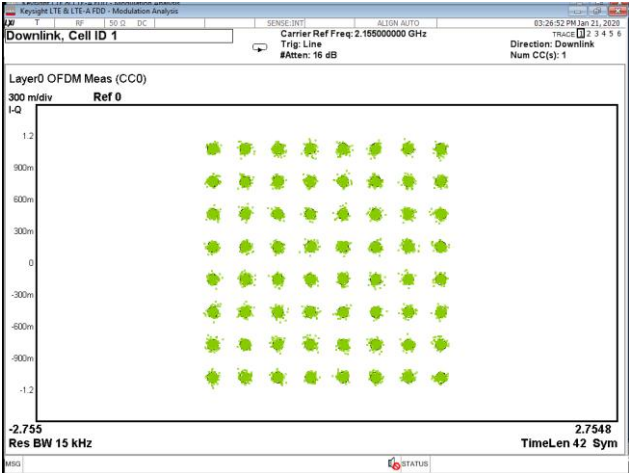 Keysight LTE & LTE-A FDD - Modulation Analysis
LXI T RF 50 Ω DC SENSE:INT ALIGN AUTO 03:26:52 PM Jan 21, 2020
Downlink, Cell ID 1
Carrier Ref Freq: 2.155000000 GHz
Trig: Line
#Atten: 16 dB
TRACE 1 2 3 4 5 6
Direction: Downlink
Num CC(s): 1
Layer0 OFDM Meas (CC0)
300 m/div Ref 0
I-Q
1.2
900m
600m
300m
0
-300m
-600m
-900m
-1.2
-2.755 2.7548
Res BW 15 kHz TimeLen 42 Sym
MSG STATUS